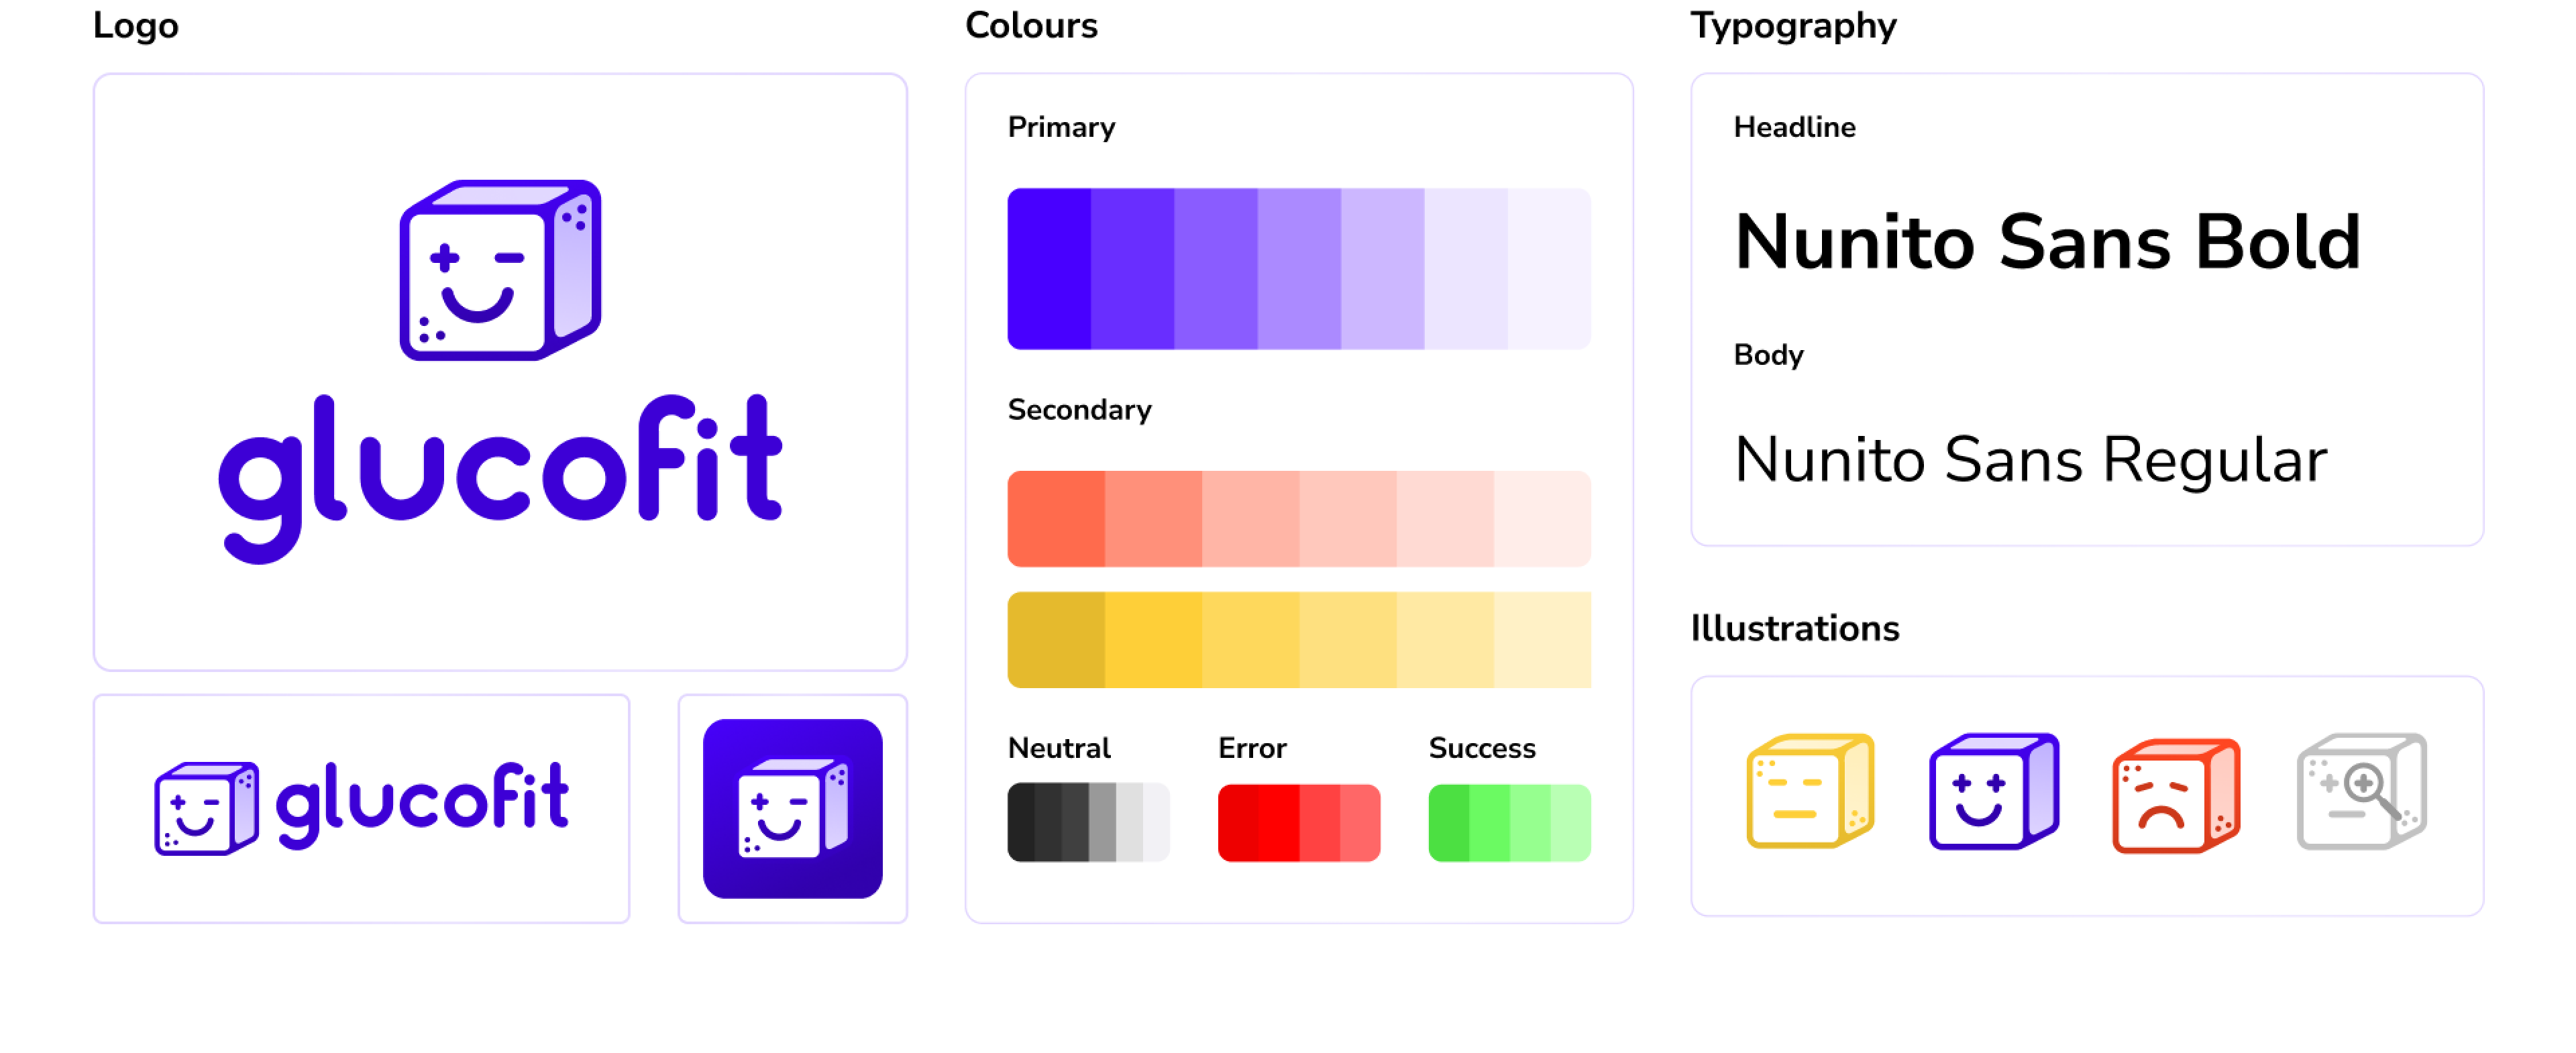 Logo
glucofit
glucofit
Colours
Primary
Secondary
Neutral
Error
Success
Typography
Headline
Nunito Sans Bold
Body
Nunito Sans Regular
Illustrations